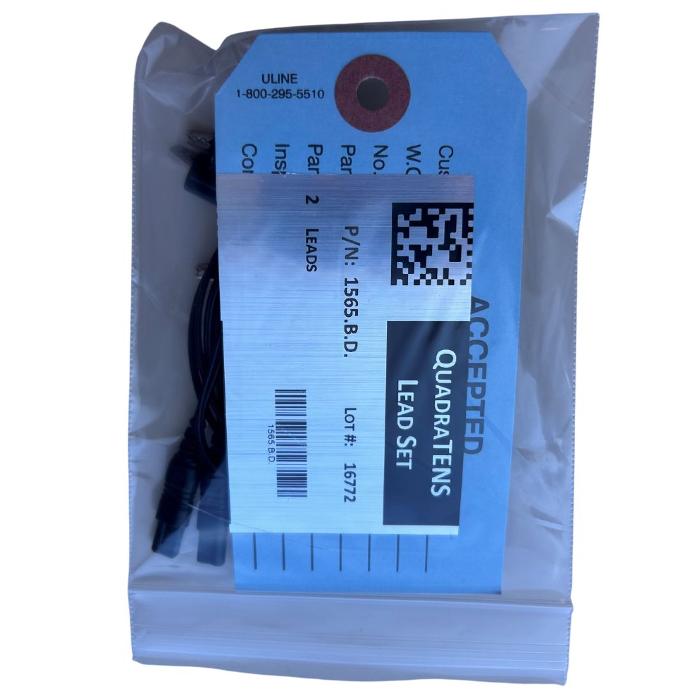 ULINE
1-800-295-5510
Cus
W.O
No.
Par
Par
Ins
Co
ACCEPTED
QUADRATENS
LEAD SET
P/N: 1565.B.D. LOT #: 16772
2 LEADS
1565.B.D.